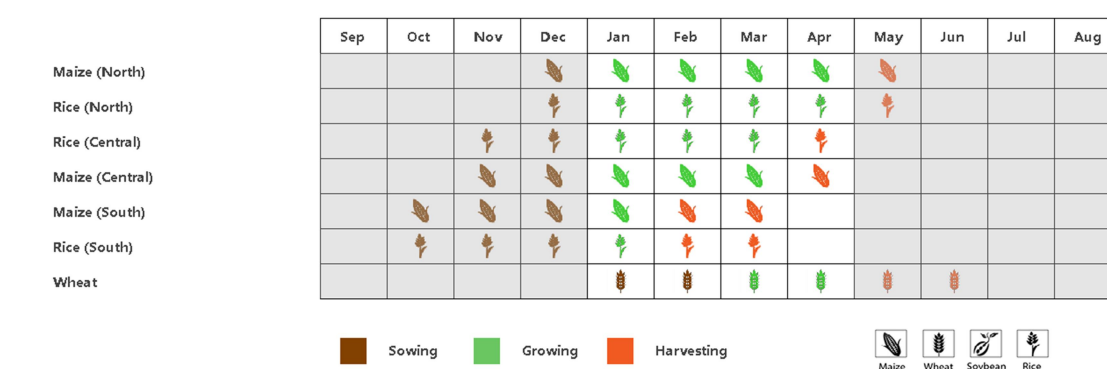 Sep Oct Nov Dec Jan Feb Mar Apr May Jun Jul Aug
Maize (North)
Rice (North)
Rice (Central)
Maize (Central)
Maize (South)
Rice (South)
Wheat
Sowing Growing Harvesting
Maize Wheat Soybean Rice